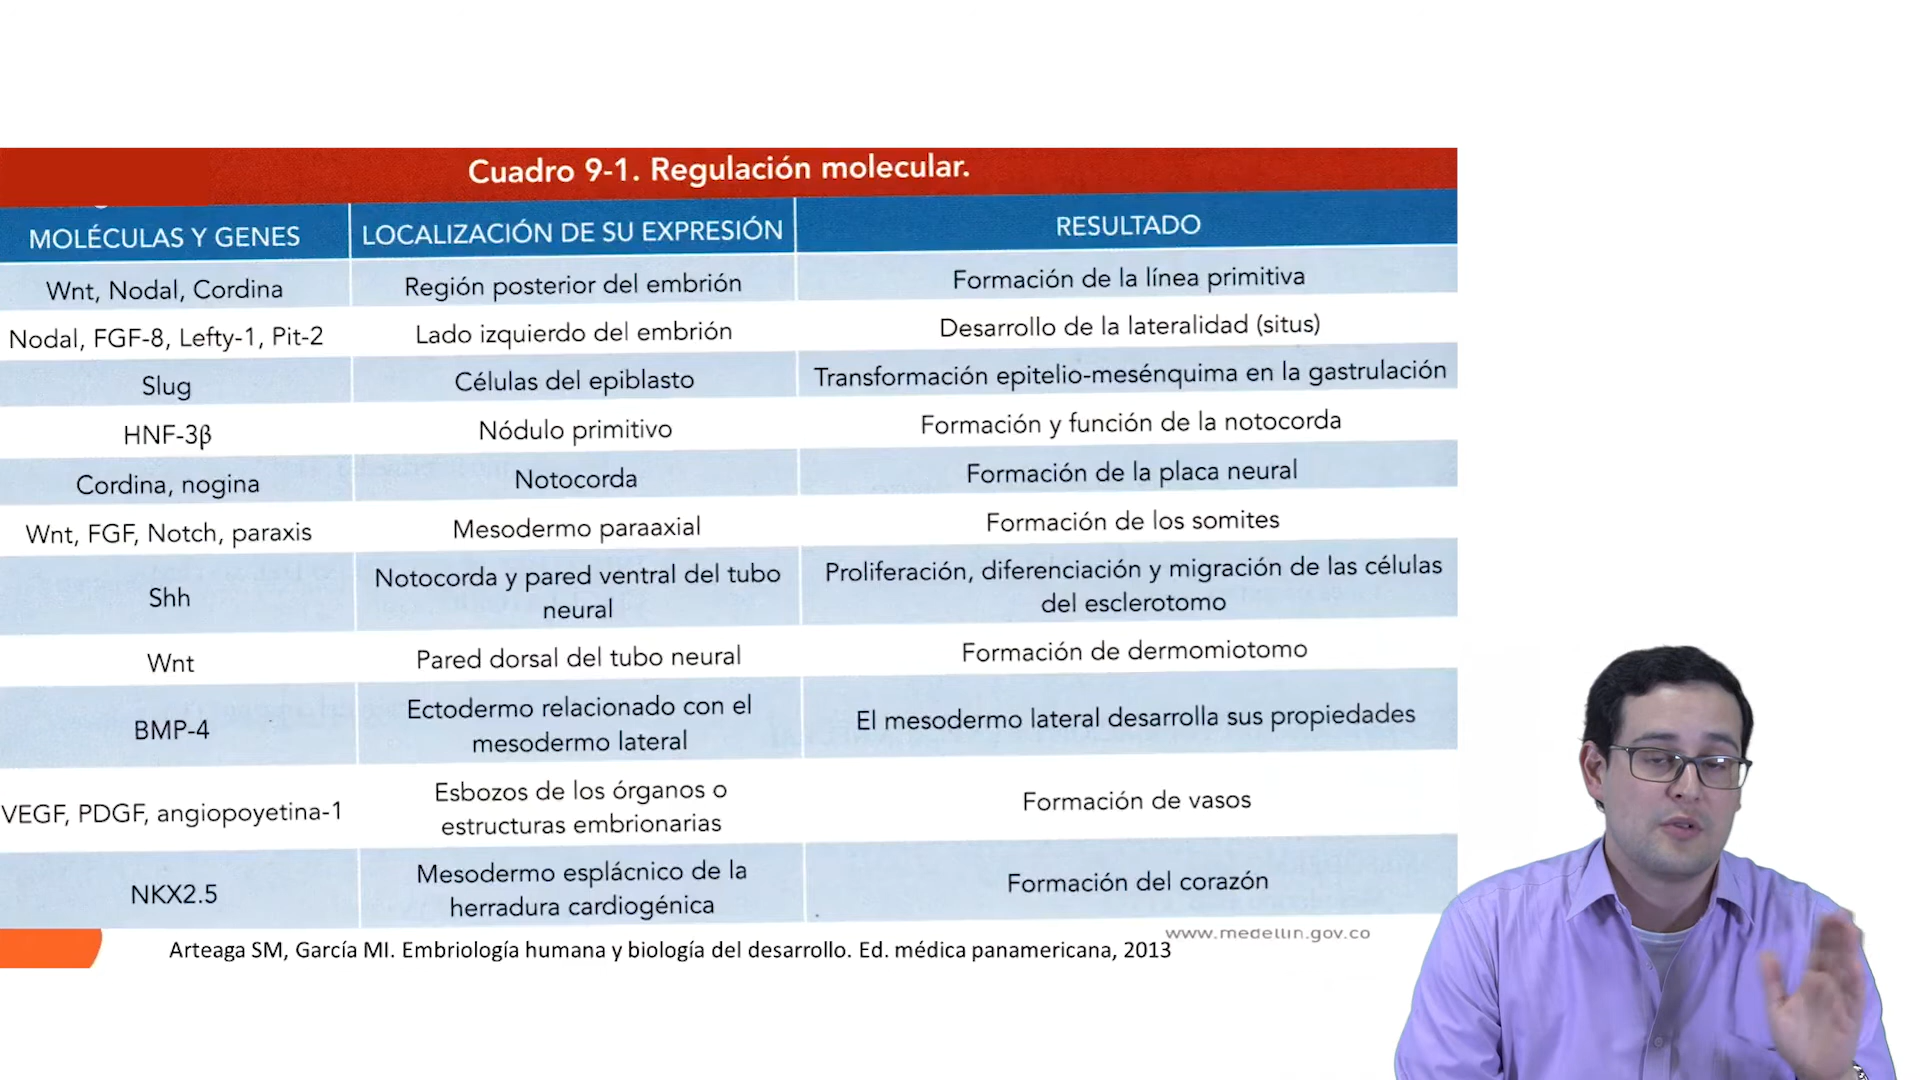 Cuadro 9-1. Regulación molecular.
MOLÉCULAS Y GENES LOCALIZACIÓN DE SU EXPRESIÓN RESULTADO
Wnt, Nodal, Cordina Región posterior del embrión Formación de la línea primitiva
Nodal, FGF-8, Lefty-1, Pit-2 Lado izquierdo del embrión Desarrollo de la lateralidad (situs)
Slug Células del epiblasto Transformación epitelio-mesénquima en la gastrulación
HNF-3β Nódulo primitivo Formación y función de la notocorda
Cordina, nogina Notocorda Formación de la placa neural
Wnt, FGF, Notch, paraxis Mesodermo paraaxial Formación de los somites
Shh Notocorda y pared ventral del tubo Proliferación, diferenciación y migración de las células
neural del esclerotomo
Wnt Pared dorsal del tubo neural Formación de dermomiotomo
BMP-4 Ectodermo relacionado con el El mesodermo lateral desarrolla sus propiedades
mesodermo lateral
VEGF, PDGF, angiopoyetina-1 Esbozos de los órganos o Formación de vasos
estructuras embrionarias
NKX2.5 Mesodermo esplácnico de la Formación del corazón
herradura cardiogénica
www.medellin.gov.co
Arteaga SM, García MI. Embriología humana y biología del desarrollo. Ed. médica panamericana, 2013